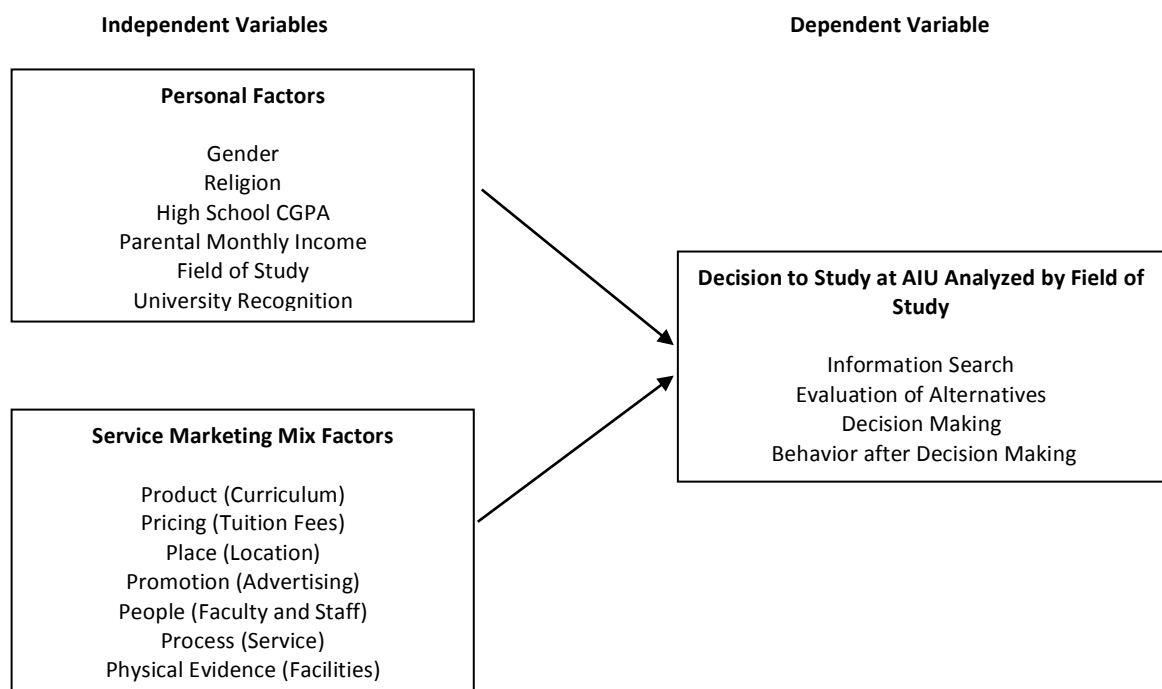 Independent Variables
Dependent Variable
Personal Factors
Gender
Religion
High School CGPA
Parental Monthly Income
Field of Study
University Recognition
Decision to Study at AIU Analyzed by Field of
Study
Information Search
Evaluation of Alternatives
Decision Making
Behavior after Decision Making
Service Marketing Mix Factors
Product (Curriculum)
Pricing (Tuition Fees)
Place (Location)
Promotion (Advertising)
People (Faculty and Staff)
Process (Service)
Physical Evidence (Facilities)